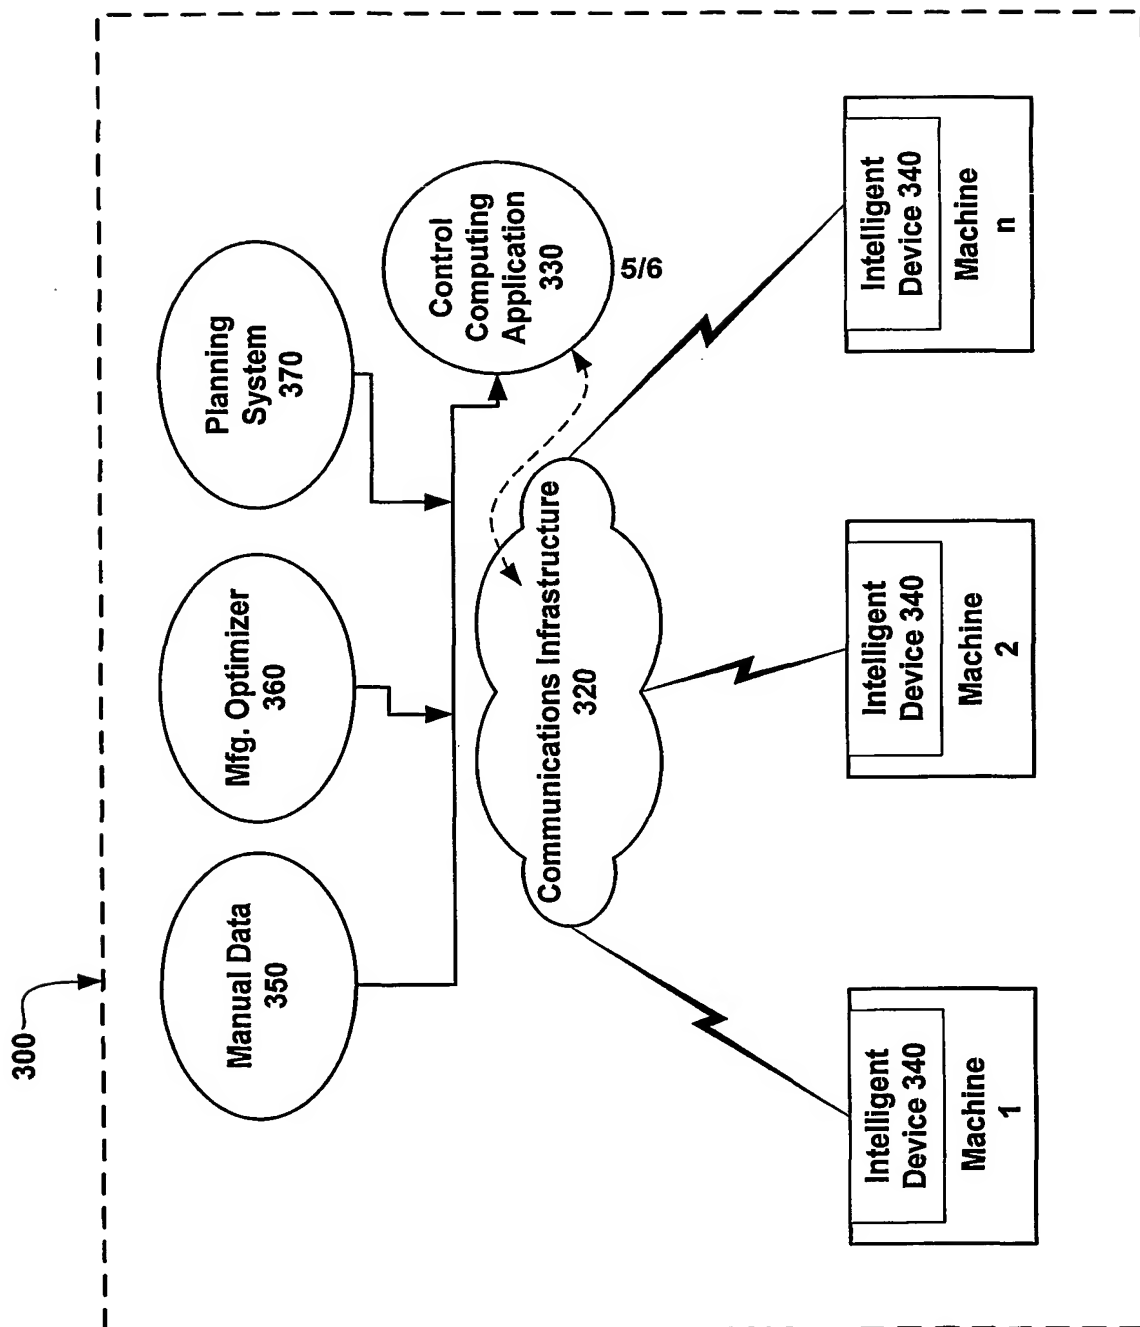 300
Manual Data
350
Mfg. Optimizer
360
Planning
System
370
Control
Computing
Application
330
5/6
Communications Infrastructure
320
Intelligent
Device 340
Machine
1
Intelligent
Device 340
Machine
2
Intelligent
Device 340
Machine
n